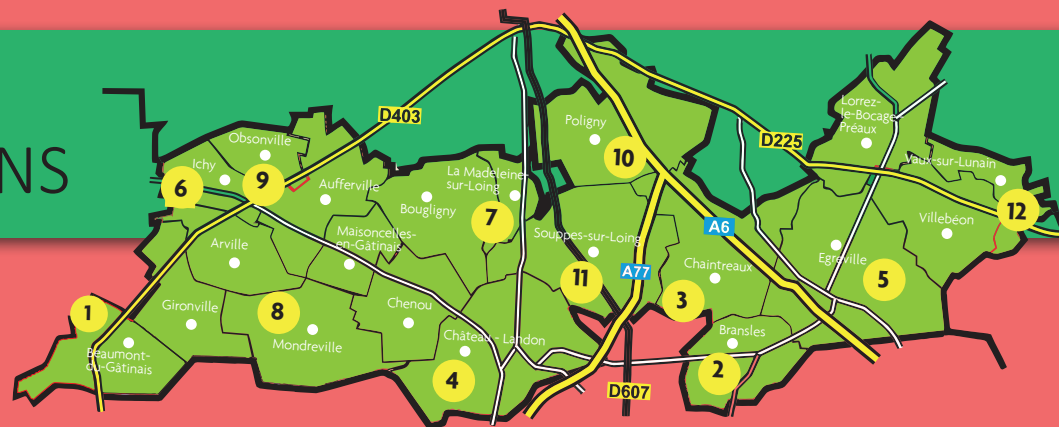 NS
D403
D225
A6
A77
D607
Obsonville
Ichy
6
9
Aufferville
La Madeleine-
sur-Loing
Bougligny
7
Maisoncelles-
en-Gâtinais
Arville
Poligny
10
Lorrez-
le-Bocage
Préaux
Vaux-sur-Lunain
12
Villebéon
Souppes-sur-Loing
11
Chaintreaux
3
Egreville
5
1
Gironville
8
Mondreville
Chenou
Beaumont-
du-Gâtinais
Château - Landon
4
Bransles
2